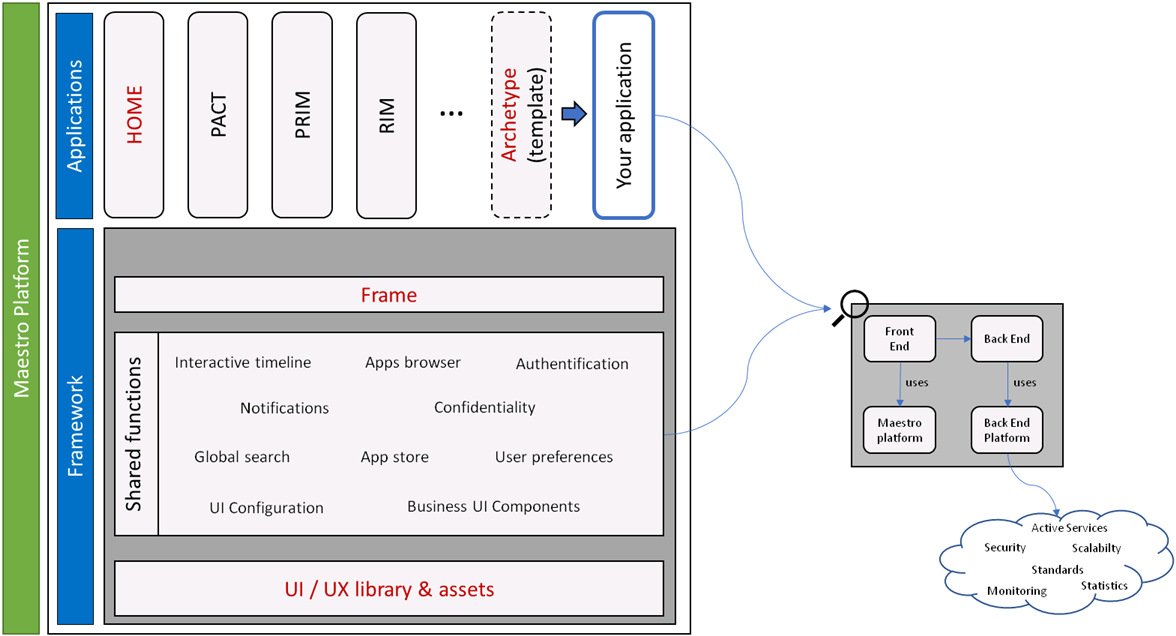 Maestro Platform
Applications
HOME
PACT
PRIM
RIM
...
Archetype
(template)
Your application
Framework
Frame
Shared functions
Interactive timeline
Apps browser
Authentification
Notifications
Confidentiality
Global search
App store
User preferences
UI Configuration
Business UI Components
UI / UX library & assets
Front
End
Back End
uses
uses
Maestro
platform
Back End
Platform
Active Services
Security
Scalabilty
Standards
Monitoring
Statistics